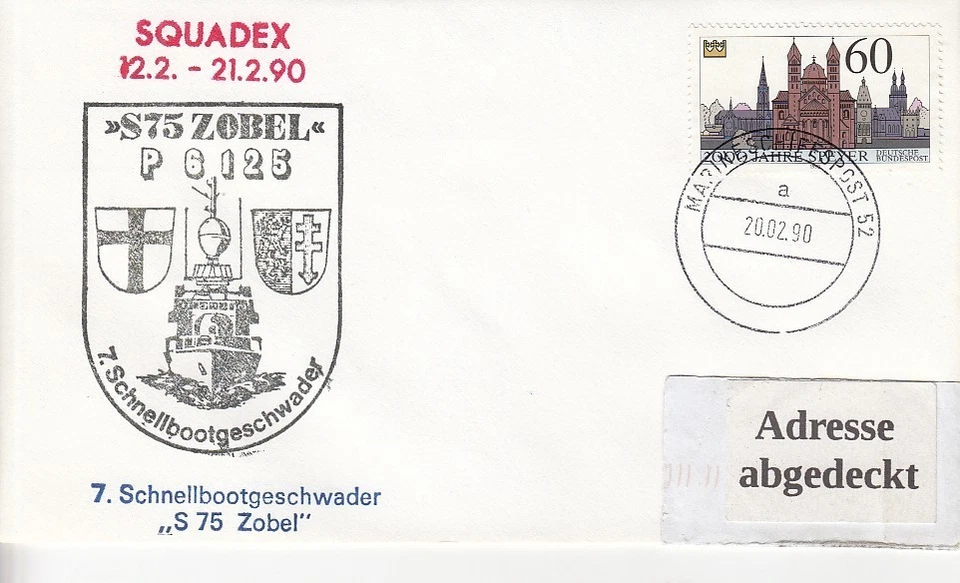 SQUADEX
12.2. - 21.2.90
»S75 ZOBEL«
P 6125
7. Schnellbootgeschwader
7. Schnellbootgeschwader
„S 75 Zobel"
60
2000 JAHRE SPEYER
DEUTSCHE
BUNDESPOST
MARINESCHIFFSPOST 52
a
20.02.90
Adresse
abgedeckt